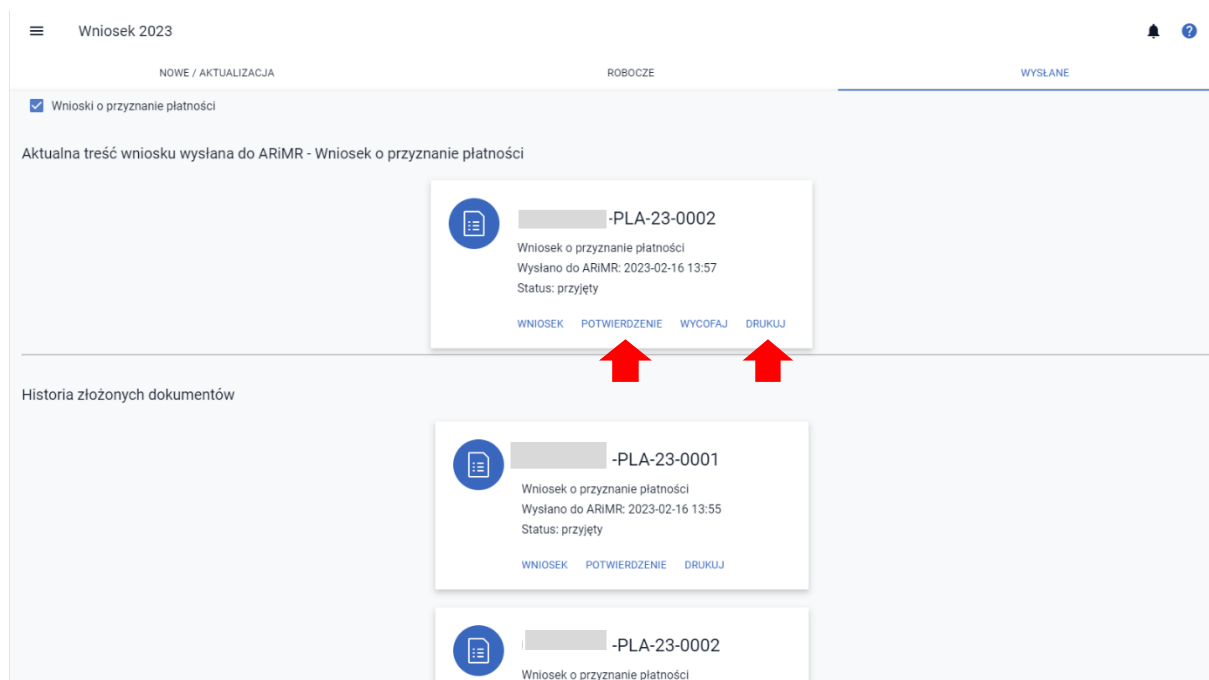 Wniosek 2023
NOWE / AKTUALIZACJA ROBOCZE WYSŁANE
Wnioski o przyznanie płatności
Aktualna treść wniosku wysłana do ARiMR - Wniosek o przyznanie płatności
-PLA-23-0002
Wniosek o przyznanie płatności
Wysłano do ARiMR: 2023-02-16 13:57
Status: przyjęty
WNIOSEK POTWIERDZENIE WYCOFAJ DRUKUJ
Historia złożonych dokumentów
-PLA-23-0001
Wniosek o przyznanie płatności
Wysłano do ARiMR: 2023-02-16 13:55
Status: przyjęty
WNIOSEK POTWIERDZENIE DRUKUJ
-PLA-23-0002
Wniosek o przyznanie płatności